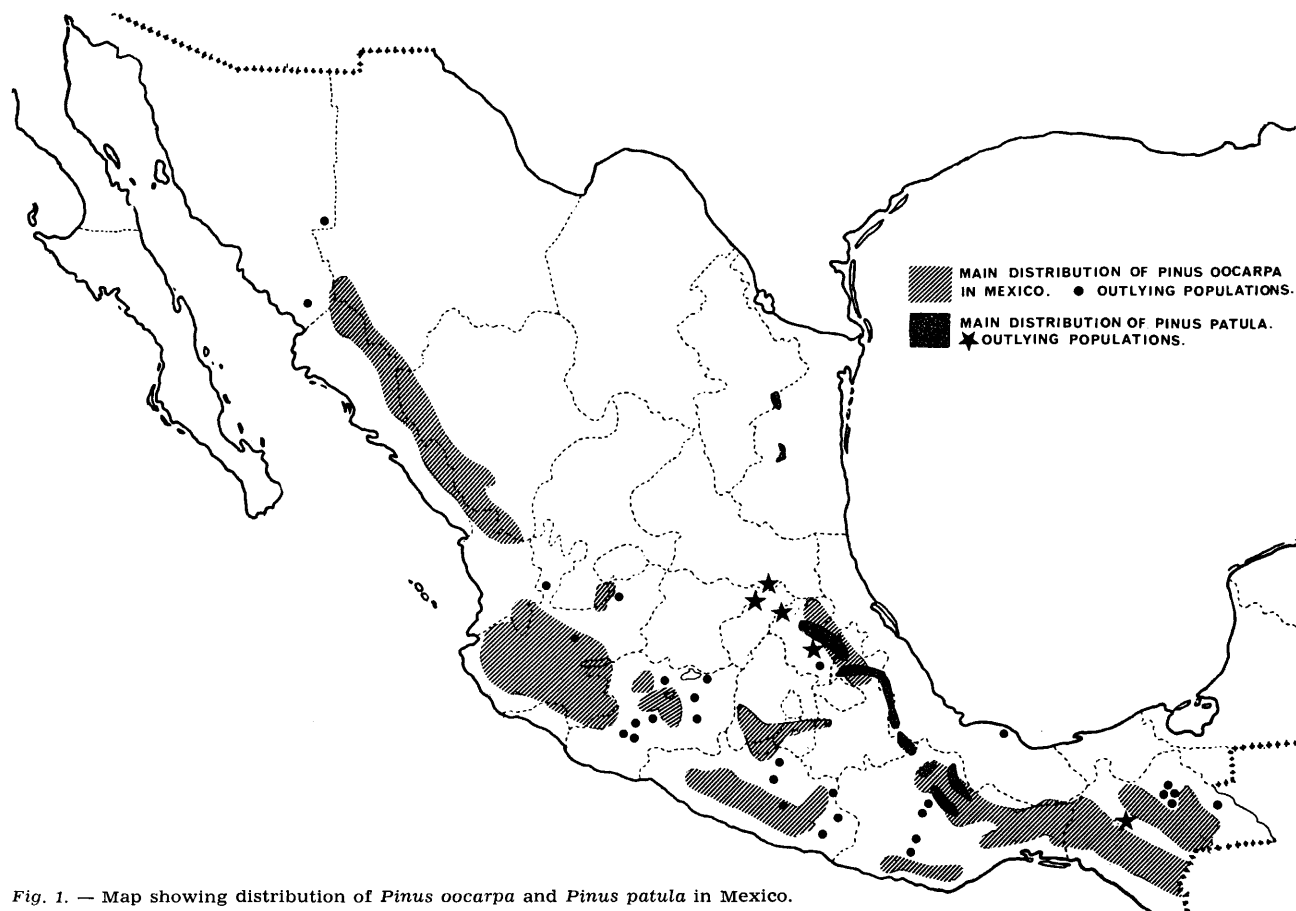 MAIN DISTRIBUTION OF PINUS OOCARPA
IN MEXICO. ● OUTLYING POPULATIONS.
MAIN DISTRIBUTION OF PINUS PATULA.
★OUTLYING POPULATIONS.
Fig. 1. — Map showing distribution of Pinus oocarpa and Pinus patula in Mexico.